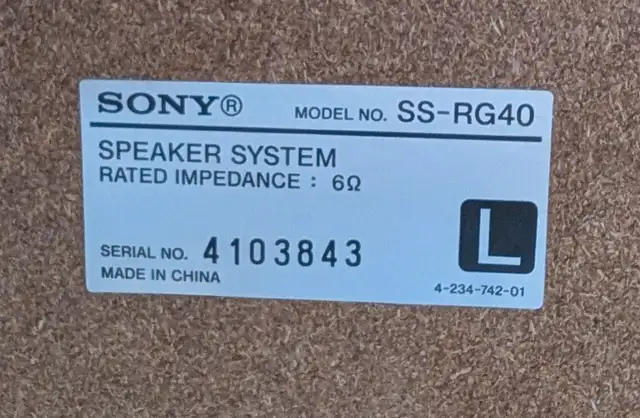 SONY® MODEL NO. SS-RG40
SPEAKER SYSTEM
RATED IMPEDANCE : 6Ω
L
SERIAL NO. 4103843
MADE IN CHINA
4-234-742-01